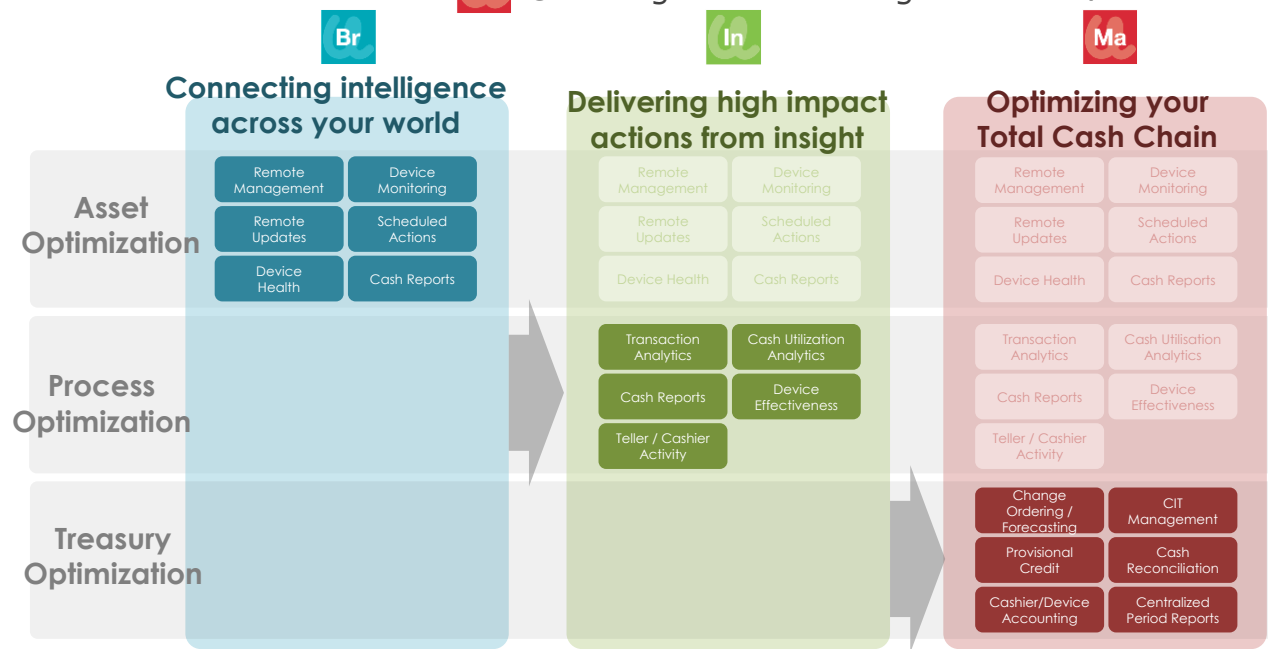 Br
In
Ma
Connecting intelligence
across your world
Delivering high impact
actions from insight
Optimizing your
Total Cash Chain
Asset
Optimization
Remote
Management
Device
Monitoring
Remote
Updates
Scheduled
Actions
Device
Health
Cash Reports
Remote
Management
Device
Monitoring
Remote
Updates
Scheduled
Actions
Device Health
Cash Reports
Remote
Management
Device
Monitoring
Remote
Updates
Scheduled
Actions
Device Health
Cash Reports
Process
Optimization
Transaction
Analytics
Cash Utilization
Analytics
Cash Reports
Device
Effectiveness
Teller / Cashier
Activity
Transaction
Analytics
Cash Utilisation
Analytics
Cash Reports
Device
Effectiveness
Teller / Cashier
Activity
Treasury
Optimization
Change
Ordering /
Forecasting
CIT
Management
Provisional
Credit
Cash
Reconciliation
Cashier/Device
Accounting
Centralized
Period Reports